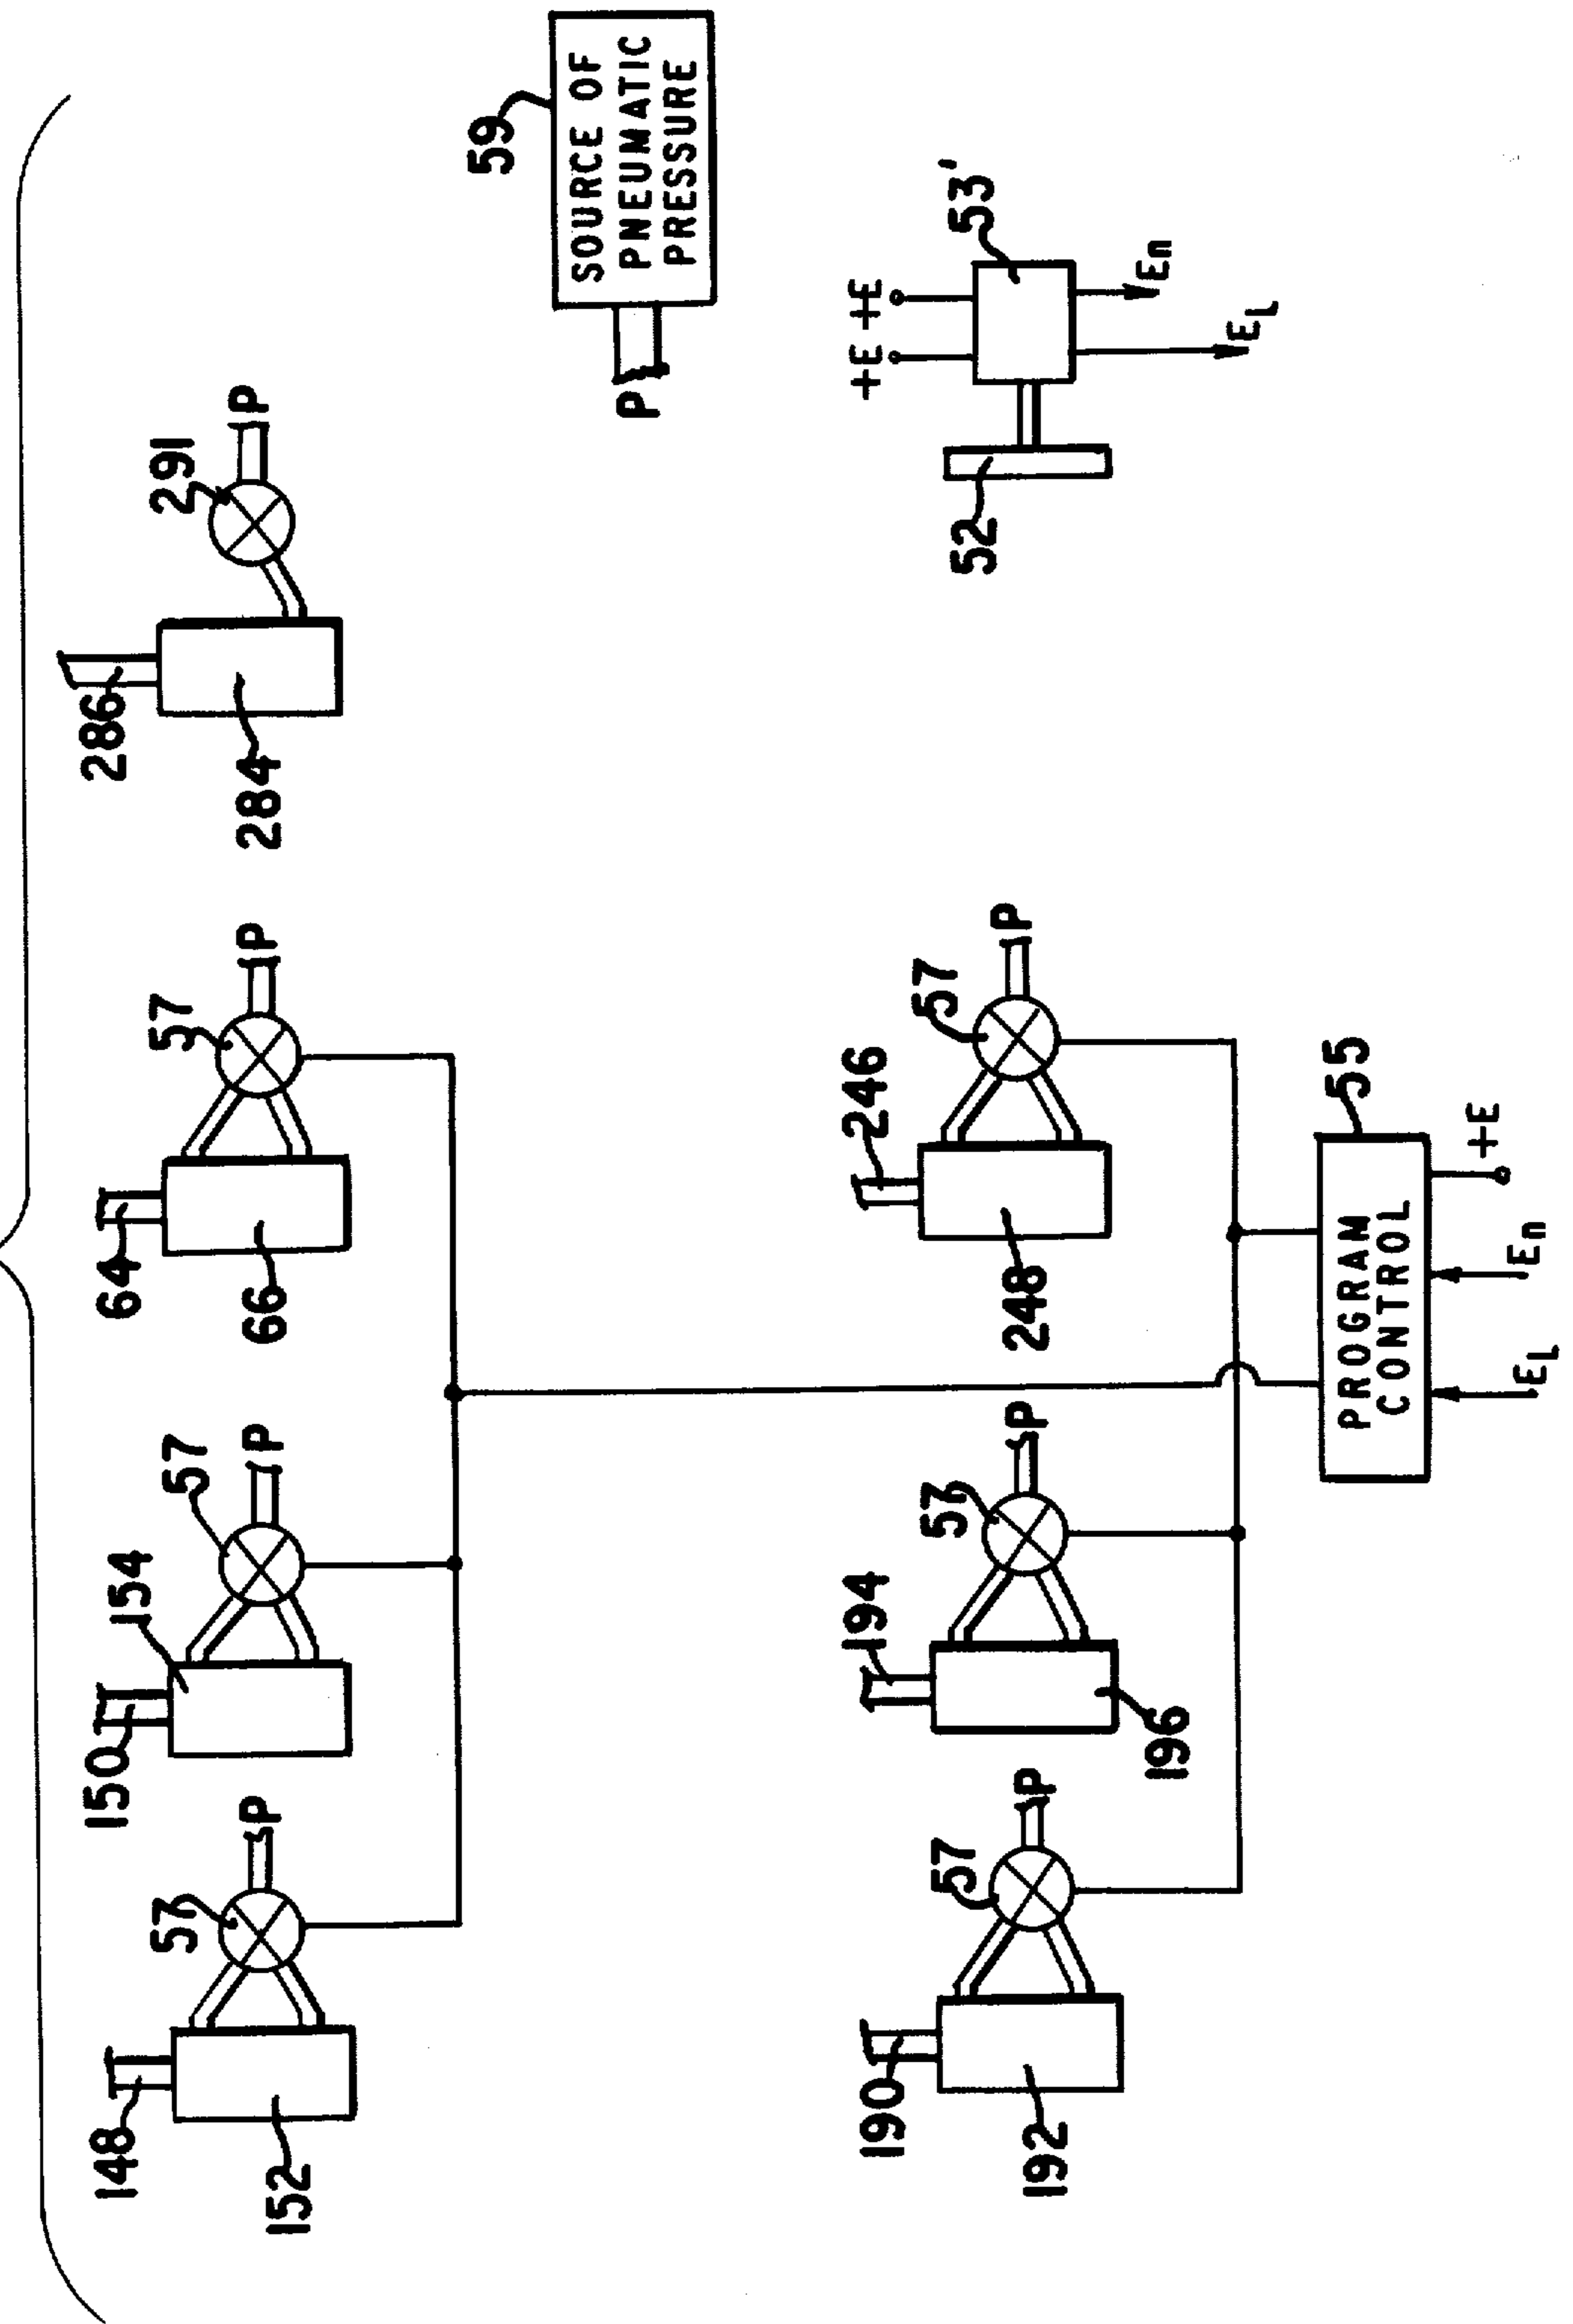 148
152
57
P
150
154
57
P
64
66
57
P
286
284
291
P
59
SOURCE OF
PNEUMATIC
PRESSURE
P
190
192
57
P
194
196
57
P
246
248
57
P
52
53'
+E
+E
EL
En
55
PROGRAM
CONTROL
EL
En
+E